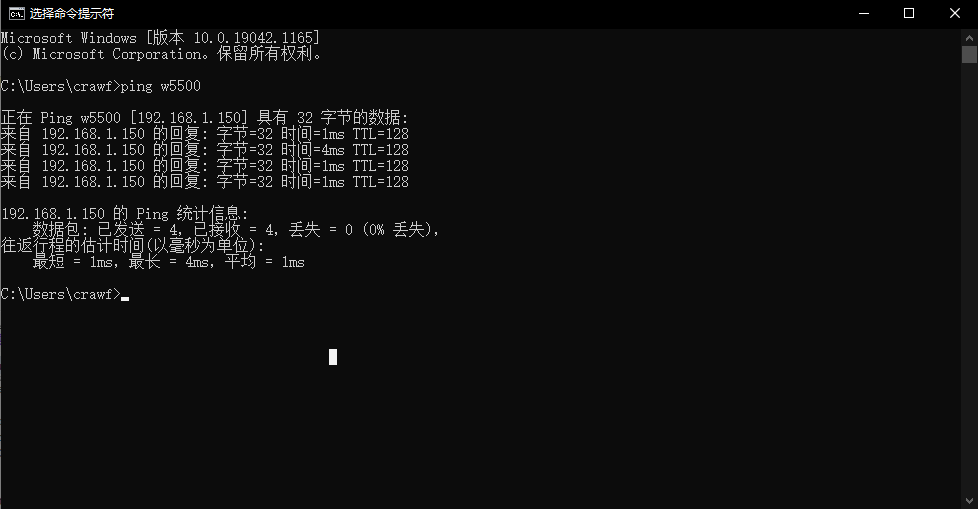 选择命令提示符
Microsoft Windows [版本 10.0.19042.1165]
(c) Microsoft Corporation。保留所有权利。
C:\Users\crawf>ping w5500
正在 Ping w5500 [192.168.1.150] 具有 32 字节的数据:
来自 192.168.1.150 的回复: 字节=32 时间=1ms TTL=128
来自 192.168.1.150 的回复: 字节=32 时间=4ms TTL=128
来自 192.168.1.150 的回复: 字节=32 时间=1ms TTL=128
来自 192.168.1.150 的回复: 字节=32 时间=1ms TTL=128
192.168.1.150 的 Ping 统计信息:
数据包: 已发送 = 4，已接收 = 4，丢失 = 0 (0% 丢失)，
往返行程的估计时间(以毫秒为单位):
最短 = 1ms，最长 = 4ms，平均 = 1ms
C:\Users\crawf>